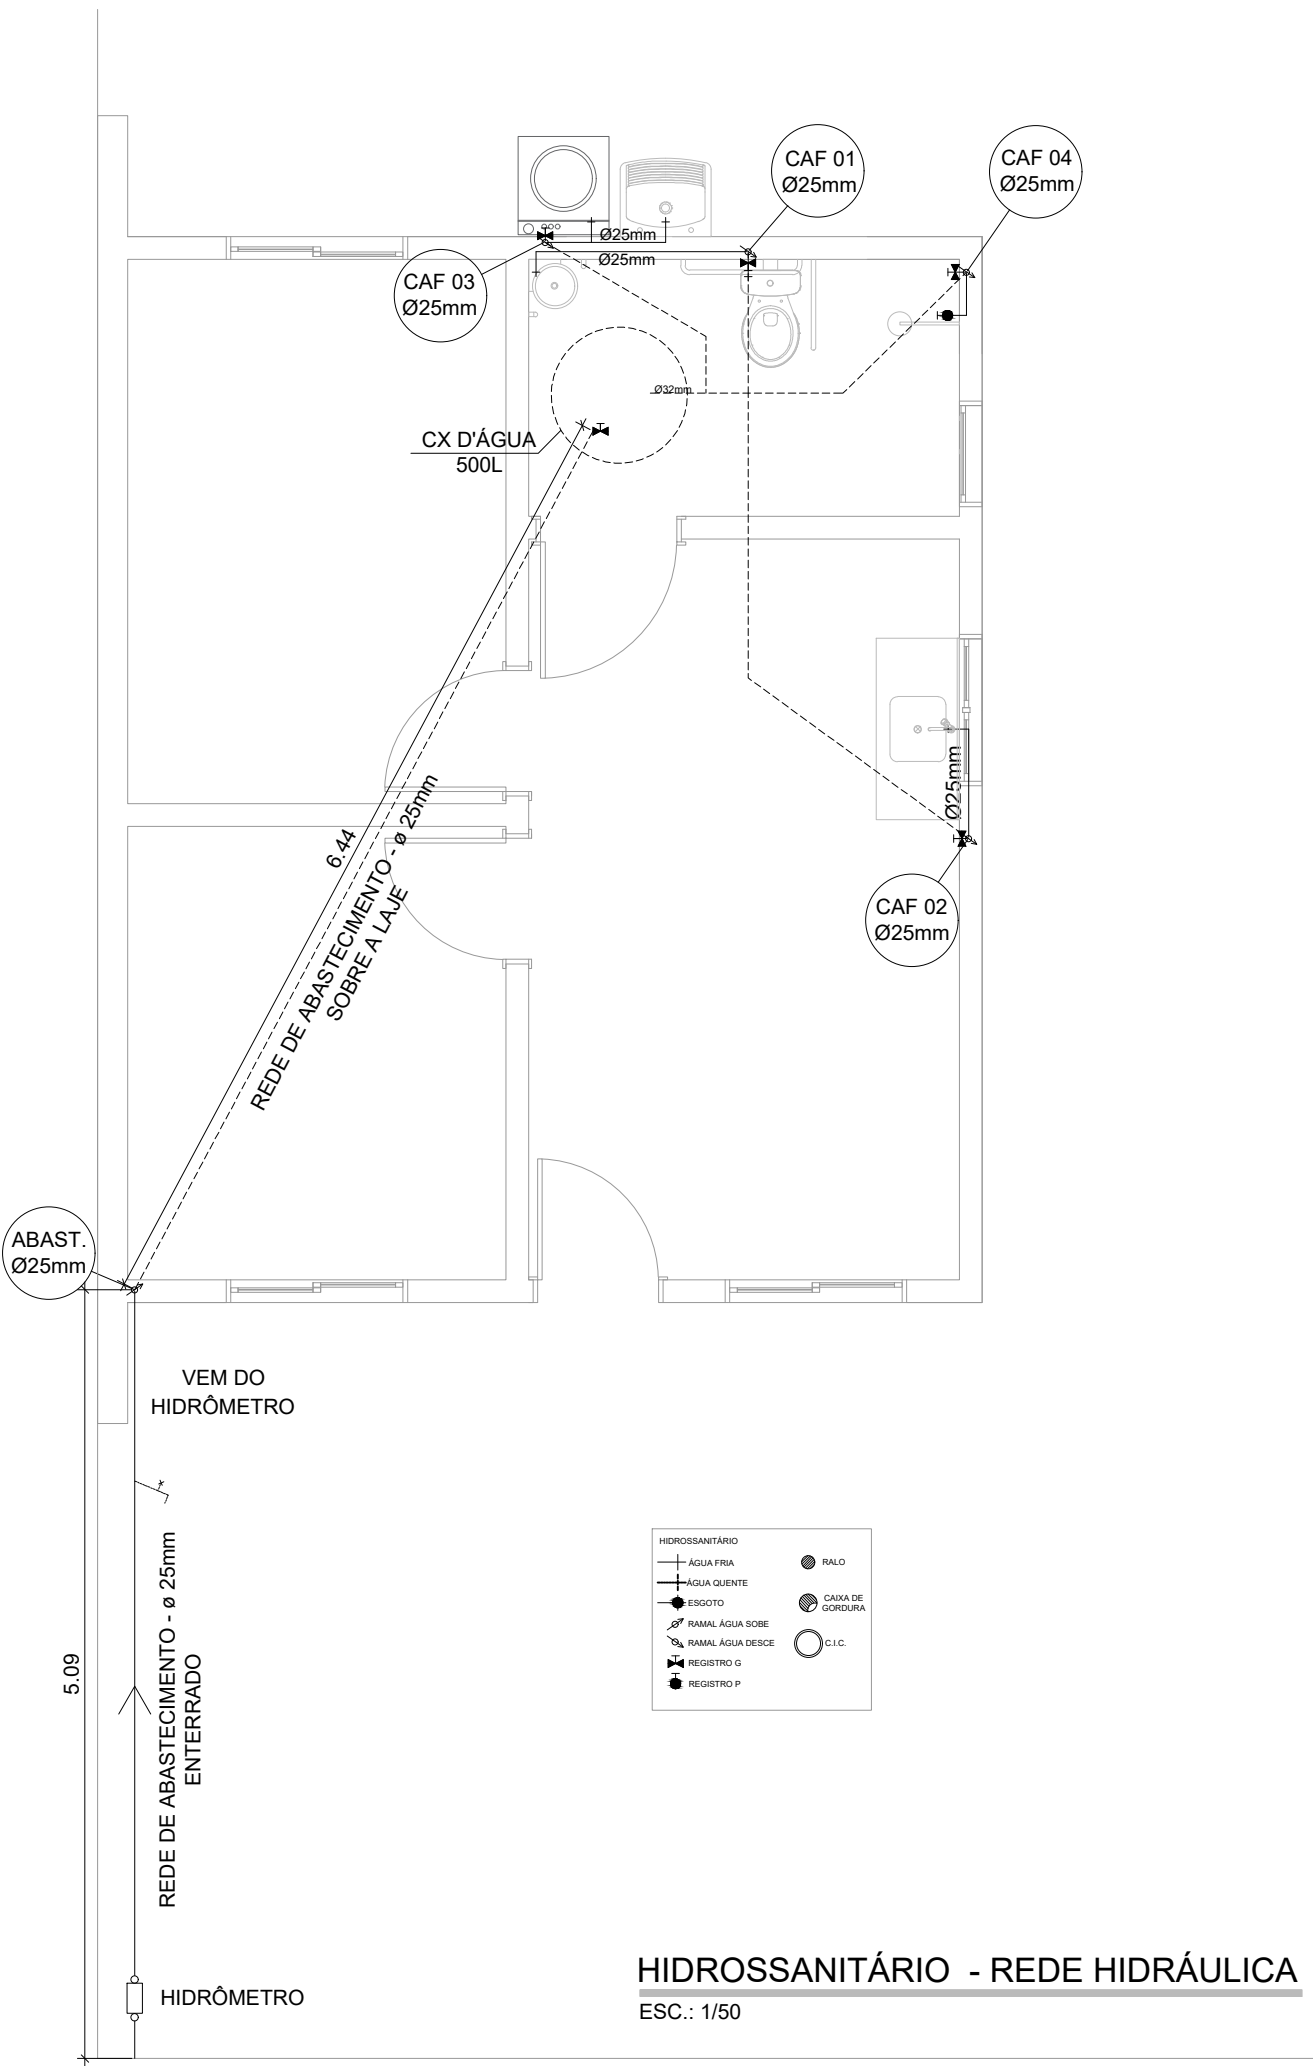 CAF 01
Ø25mm
CAF 04
Ø25mm
Ø25mm
Ø25mm
CAF 03
Ø25mm
Ø32mm
CX D'ÁGUA
500L
Ø25mm
6.44
REDE DE ABASTECIMENTO - ø 25mm
SOBRE A LAJE
CAF 02
Ø25mm
ABAST.
Ø25mm
VEM DO
HIDRÔMETRO
REDE DE ABASTECIMENTO - ø 25mm
ENTERRADO
5.09
HIDROSSANITÁRIO
ÁGUA FRIA
ÁGUA QUENTE
ESGOTO
RAMAL ÁGUA SOBE
RAMAL ÁGUA DESCE
REGISTRO G
REGISTRO P
RALO
CAIXA DE
GORDURA
C.I.C.
HIDRÔMETRO
HIDROSSANITÁRIO - REDE HIDRÁULICA
ESC.: 1/50